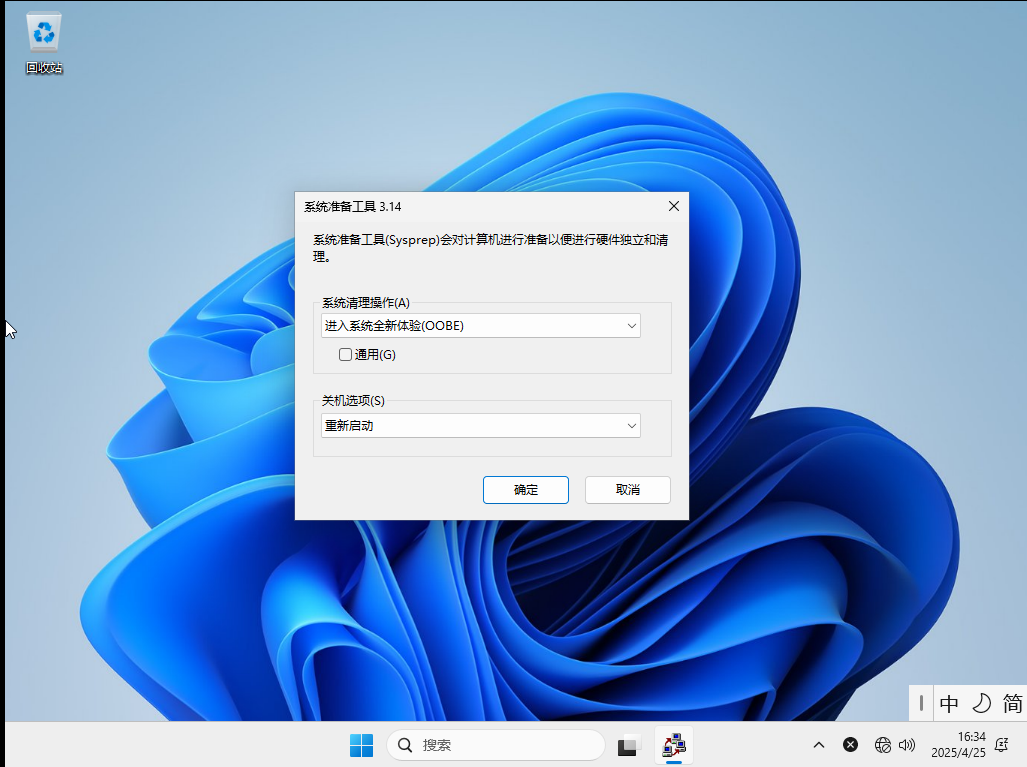 回收站
系统准备工具 3.14
系统准备工具(Sysprep)会对计算机进行准备以便进行硬件独立和清
理。
系统清理操作(A)
进入系统全新体验(OOBE)
通用(G)
关机选项(S)
重新启动
确定
取消
中
简
搜索
16:34
2025/4/25